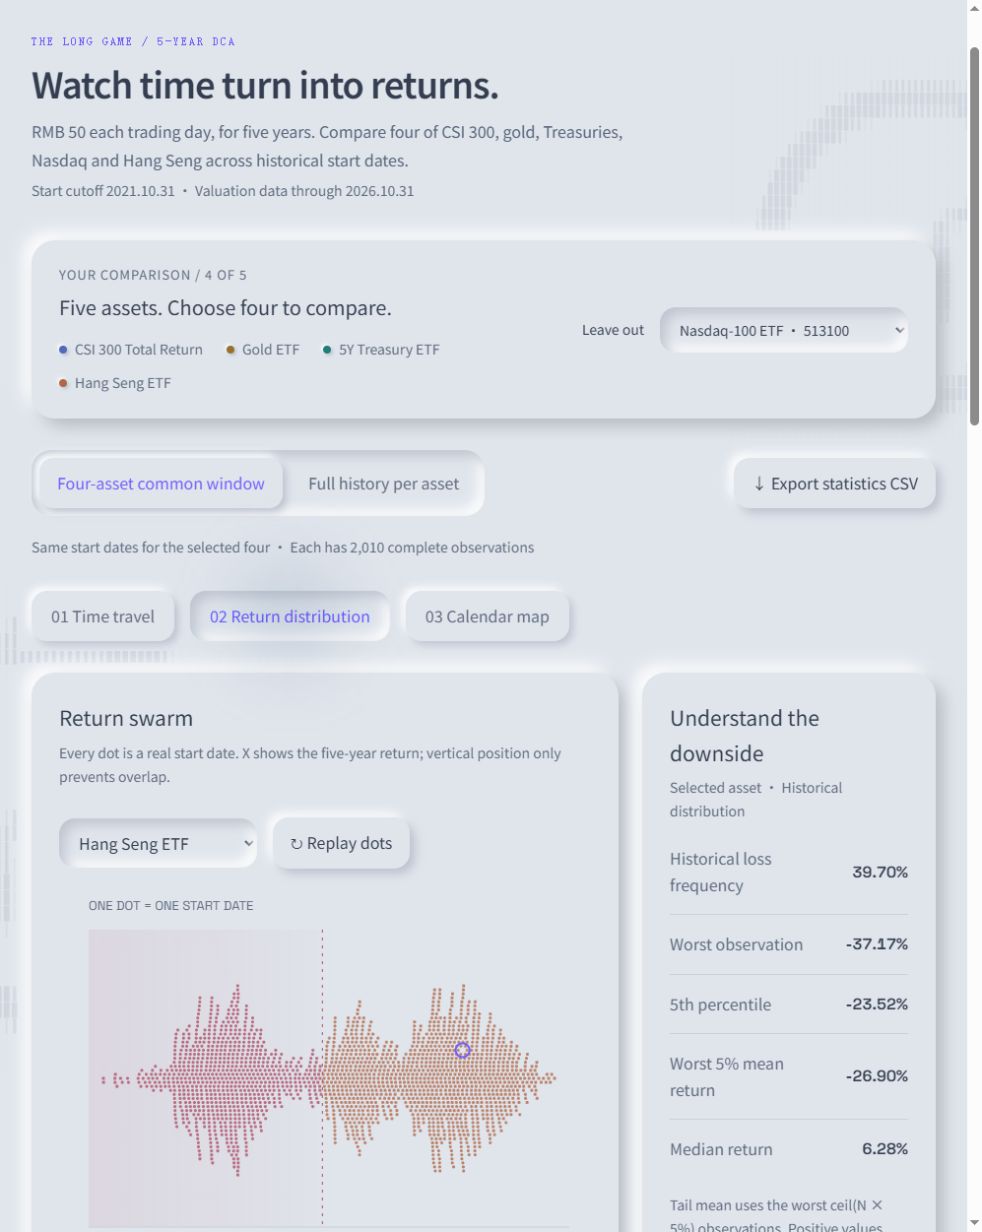 THE LONG GAME / 5-YEAR DCA
Watch time turn into returns.
RMB 50 each trading day, for five years. Compare four of CSI 300, gold, Treasuries,
Nasdaq and Hang Seng across historical start dates.
Start cutoff 2021.10.31 · Valuation data through 2026.10.31
YOUR COMPARISON / 4 OF 5
Five assets. Choose four to compare.
CSI 300 Total Return
Gold ETF
5Y Treasury ETF
Hang Seng ETF
Leave out
Nasdaq-100 ETF · 513100
Four-asset common window
Full history per asset
↓ Export statistics CSV
Same start dates for the selected four · Each has 2,010 complete observations
01 Time travel
02 Return distribution
03 Calendar map
Return swarm
Every dot is a real start date. X shows the five-year return; vertical position only
prevents overlap.
Hang Seng ETF
↻ Replay dots
ONE DOT = ONE START DATE
Understand the
downside
Selected asset · Historical
distribution
Historical loss
frequency
39.70%
Worst observation
-37.17%
5th percentile
-23.52%
Worst 5% mean
return
-26.90%
Median return
6.28%
Tail mean uses the worst ceil(N ×
5%) observations. Positive values